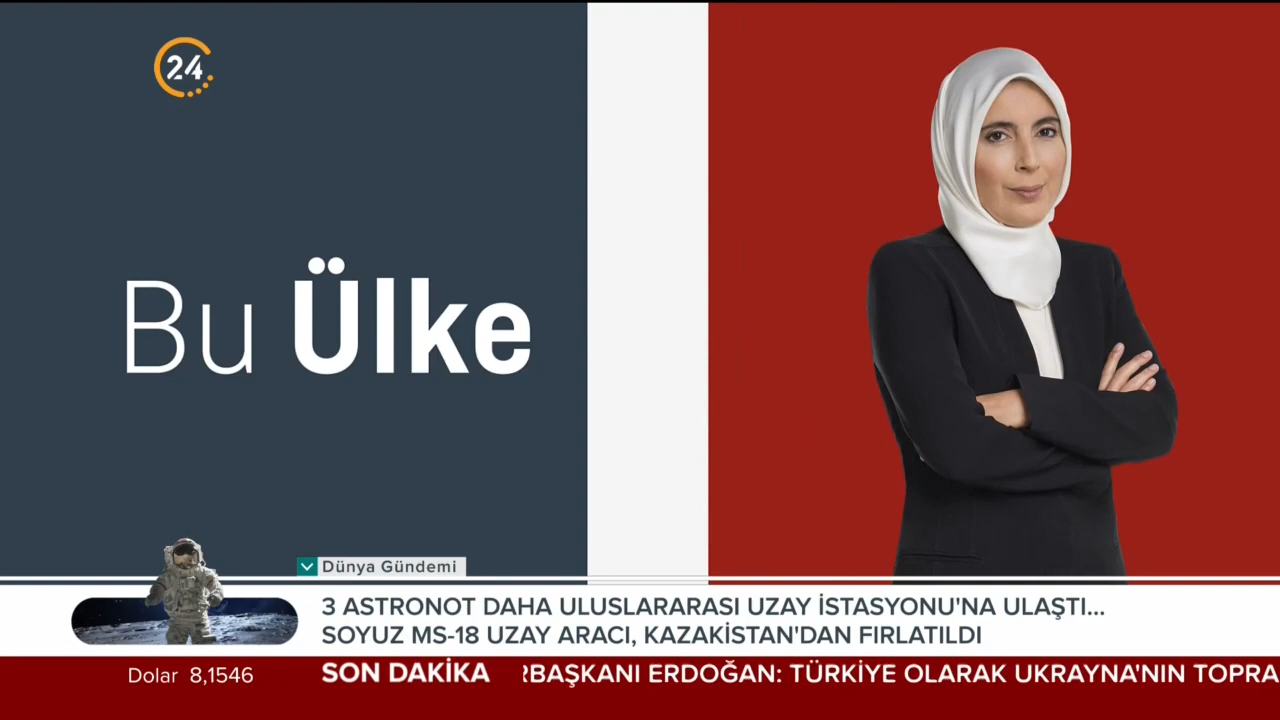 24
Bu Ülke
Dünya Gündemi
3 ASTRONOT DAHA ULUSLARARASI UZAY İSTASYONU'NA ULAŞTI...
SOYUZ MS-18 UZAY ARACI, KAZAKİSTAN'DAN FIRLATILDI
Dolar 8,1546
SON DAKİKA
ERDOĞAN: TÜRKİYE OLARAK UKRAYNA'NIN